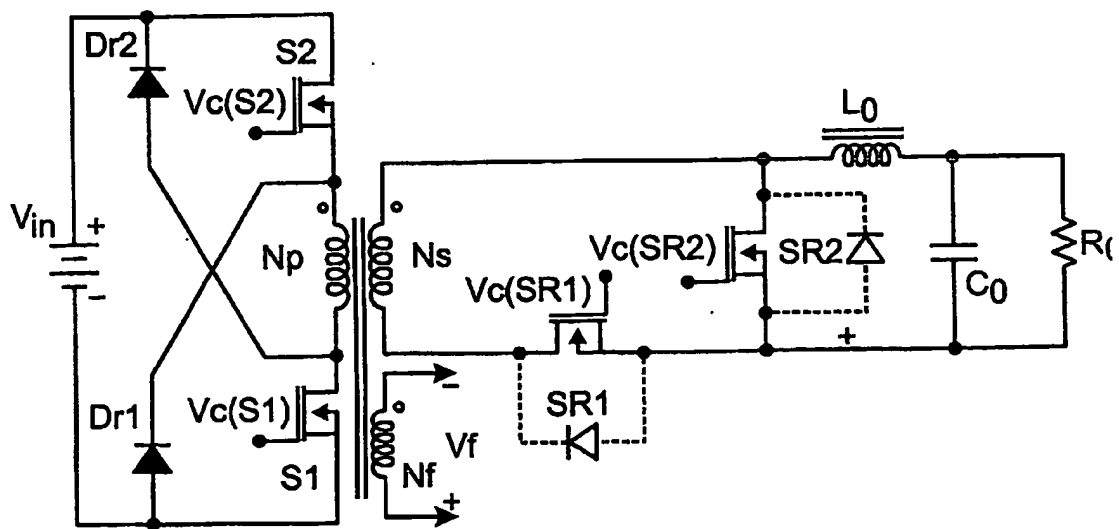 Dr2
S2
Vc(S2)
L0
Vin
+
−
Np
Ns
Vc(SR2)
SR2
Vc(SR1)
C0
+
Dr1
Vc(S1)
S1
−
SR1
Vf
Nf
+